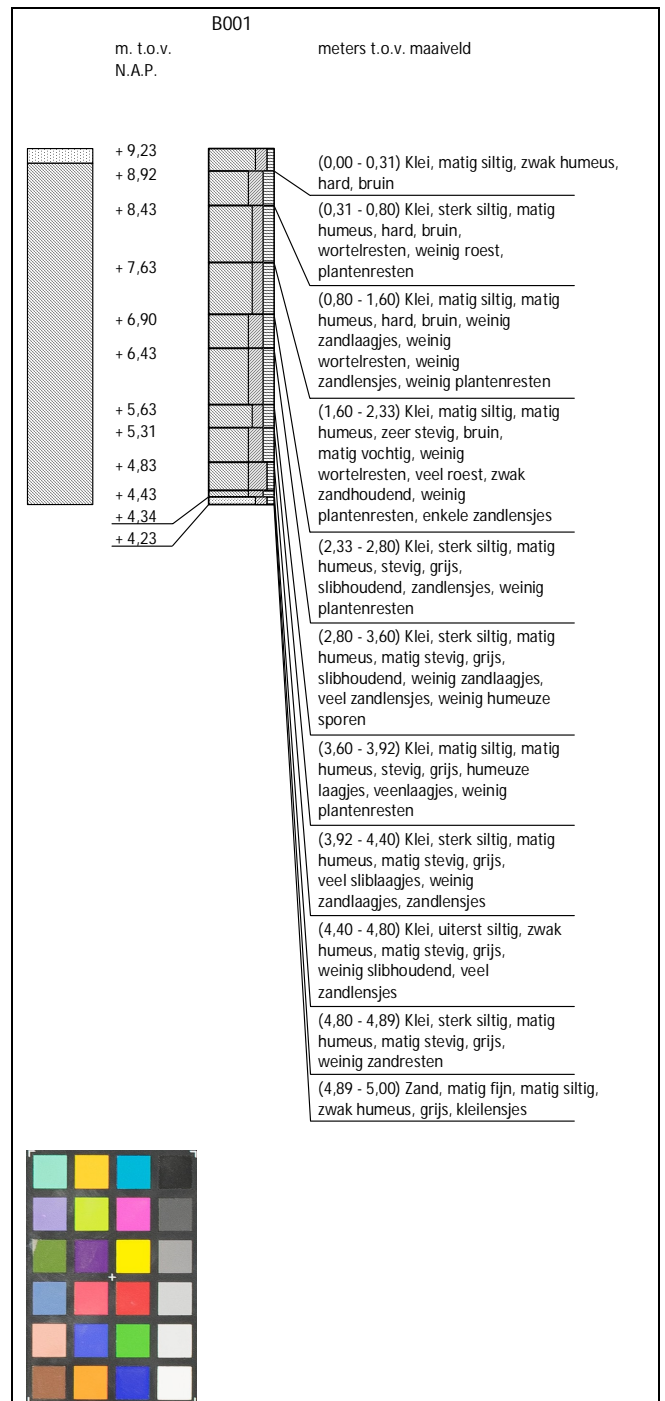 B001
m. t.o.v.
N.A.P.
meters t.o.v. maaiveld
+ 9,23
+ 8,92
+ 8,43
+ 7,63
+ 6,90
+ 6,43
+ 5,63
+ 5,31
+ 4,83
+ 4,43
+ 4,34
+ 4,23
(0,00 - 0,31) Klei, matig siltig, zwak humeus,
hard, bruin
(0,31 - 0,80) Klei, sterk siltig, matig
humeus, hard, bruin,
wortelresten, weinig roest,
plantenresten
(0,80 - 1,60) Klei, matig siltig, matig
humeus, hard, bruin, weinig
zandlaagjes, weinig
wortelresten, weinig
zandlensjes, weinig plantenresten
(1,60 - 2,33) Klei, matig siltig, matig
humeus, zeer stevig, bruin,
matig vochtig, weinig
wortelresten, veel roest, zwak
zandhoudend, weinig
plantenresten, enkele zandlensjes
(2,33 - 2,80) Klei, sterk siltig, matig
humeus, stevig, grijs,
slibhoudend, zandlensjes, weinig
plantenresten
(2,80 - 3,60) Klei, sterk siltig, matig
humeus, matig stevig, grijs,
slibhoudend, weinig zandlaagjes,
veel zandlensjes, weinig humeuze
sporen
(3,60 - 3,92) Klei, matig siltig, matig
humeus, stevig, grijs, humeuze
laagjes, veenlaagjes, weinig
plantenresten
(3,92 - 4,40) Klei, sterk siltig, matig
humeus, matig stevig, grijs,
veel sliblaagjes, weinig
zandlaagjes, zandlensjes
(4,40 - 4,80) Klei, uiterst siltig, zwak
humeus, matig stevig, grijs,
weinig slibhoudend, veel
zandlensjes
(4,80 - 4,89) Klei, sterk siltig, matig
humeus, matig stevig, grijs,
weinig zandresten
(4,89 - 5,00) Zand, matig fijn, matig siltig,
zwak humeus, grijs, kleilensjes